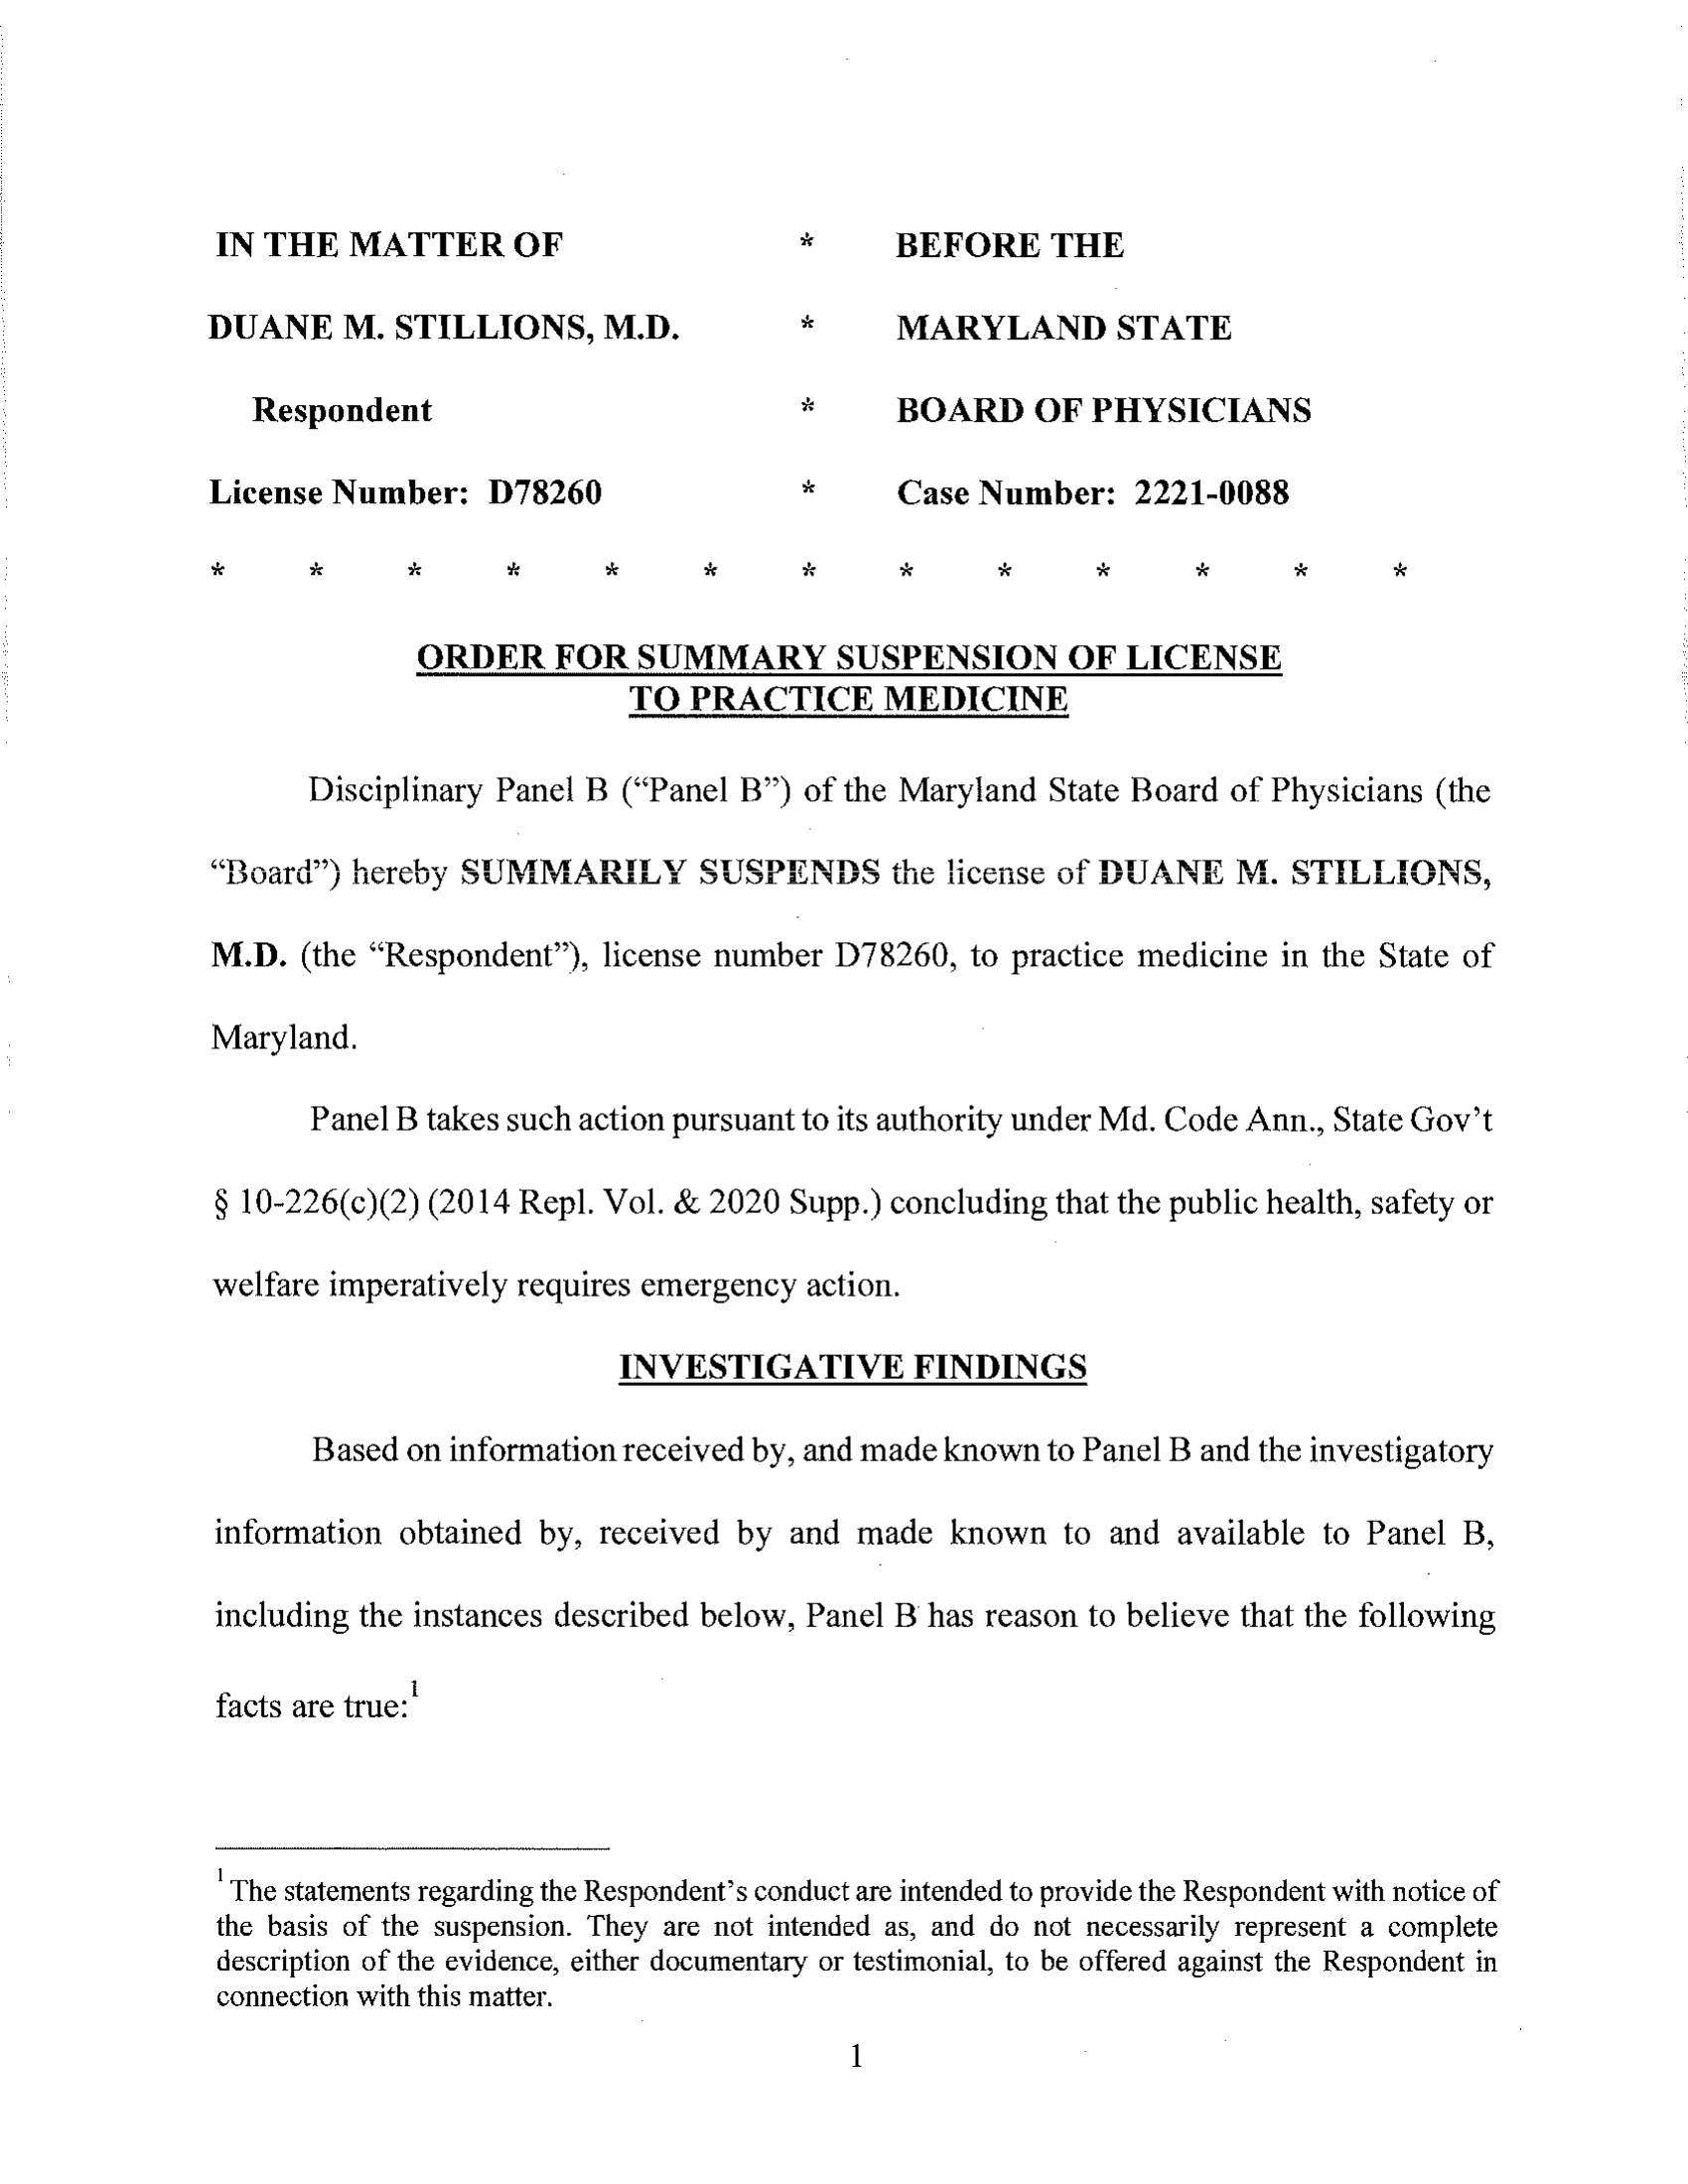 IN THE MATTER OF * BEFORE THE
DUANE M. STILLIONS, M.D. * MARYLAND STATE
Respondent * BOARD OF PHYSICIANS
License Number: D78260 * Case Number: 2221-0088
* * * * * * * * * * * * *
ORDER FOR SUMMARY SUSPENSION OF LICENSE
TO PRACTICE MEDICINE
Disciplinary Panel B (“Panel B”) of the Maryland State Board of Physicians (the
“Board”) hereby SUMMARILY SUSPENDS the license of DUANE M. STILLIONS,
M.D. (the “Respondent”), license number D78260, to practice medicine in the State of
Maryland.
Panel B takes such action pursuant to its authority under Md. Code Ann., State Gov’t
§ 10-226(c)(2) (2014 Repl. Vol. & 2020 Supp.) concluding that the public health, safety or
welfare imperatively requires emergency action.
INVESTIGATIVE FINDINGS
Based on information received by, and made known to Panel B and the investigatory
information obtained by, received by and made known to and available to Panel B,
including the instances described below, Panel B has reason to believe that the following
facts are true:1
1 The statements regarding the Respondent’s conduct are intended to provide the Respondent with notice of
the basis of the suspension. They are not intended as, and do not necessarily represent a complete
description of the evidence, either documentary or testimonial, to be offered against the Respondent in
connection with this matter.
1